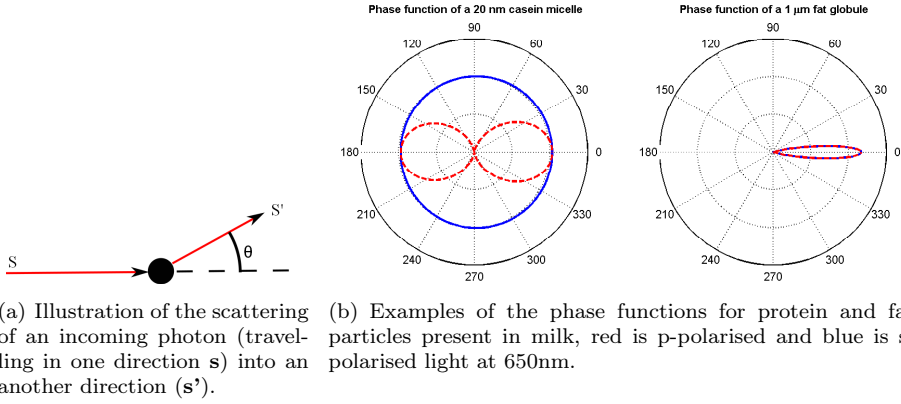 Phase function of a 20 nm casein micelle
90
120 60
150 30
180 0
210 330
240 300
270
Phase function of a 1 µm fat globule
90
120 60
150 30
180 0
210 330
240 300
270
S
S'
θ
(a) Illustration of the scattering
of an incoming photon (travel-
ling in one direction s) into an
another direction (s’).
(b) Examples of the phase functions for protein and fa
particles present in milk, red is p-polarised and blue is s
polarised light at 650nm.